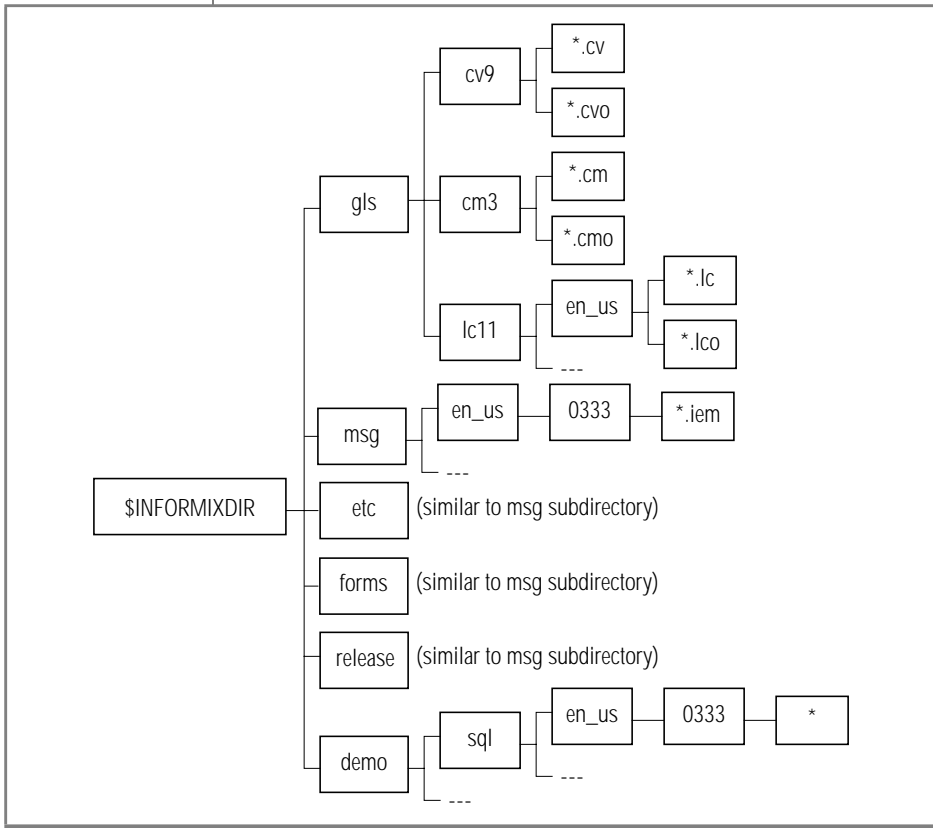 *.cv
cv9
*.cvo
*.cm
gls
cm3
*.cmo
*.lc
en_us
lc11
*.lco
---
en_us
0333
*.iem
msg
---
$INFORMIXDIR
etc
(similar to msg subdirectory)
forms
(similar to msg subdirectory)
release
(similar to msg subdirectory)
en_us
0333
*
sql
demo
---
---